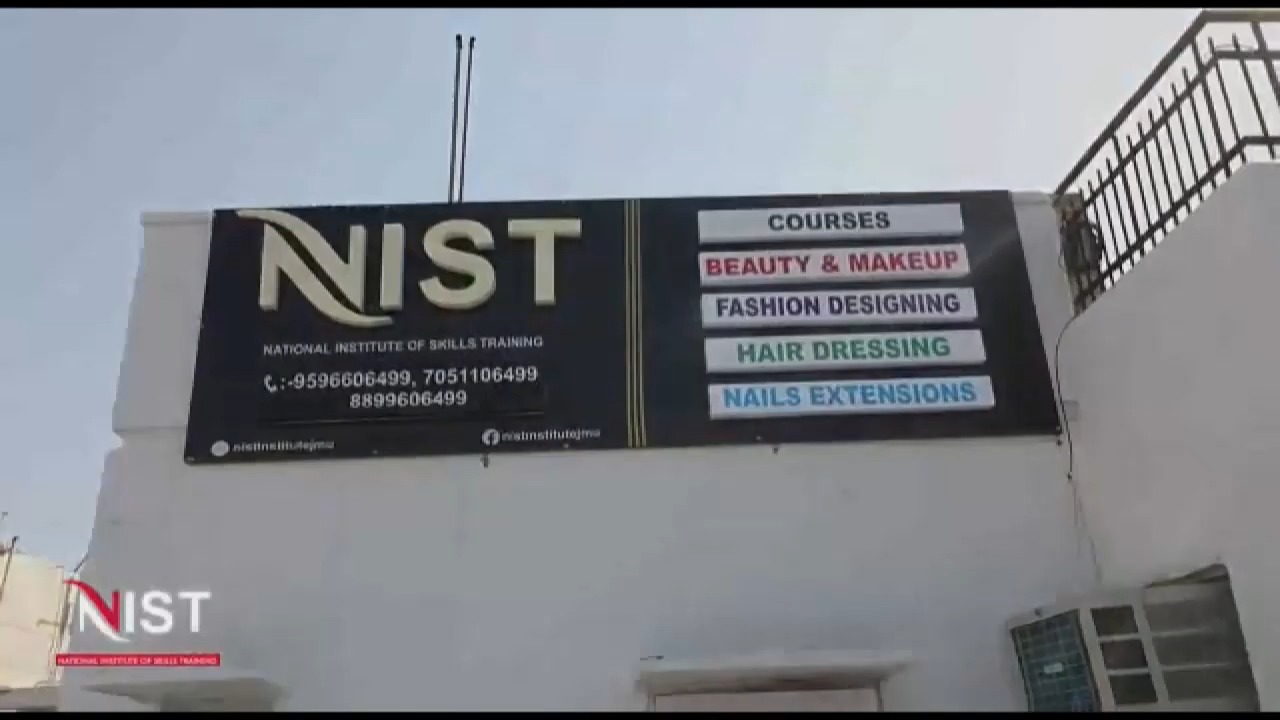 NIST
NATIONAL INSTITUTE OF SKILLS TRAINING
:-9596606499, 7051106499
8899606499
nistinstitutejmu
nistinstitutejmu
COURSES
BEAUTY & MAKEUP
FASHION DESIGNING
HAIR DRESSING
NAILS EXTENSIONS
NIST
NATIONAL INSTITUTE OF SKILLS TRAINING